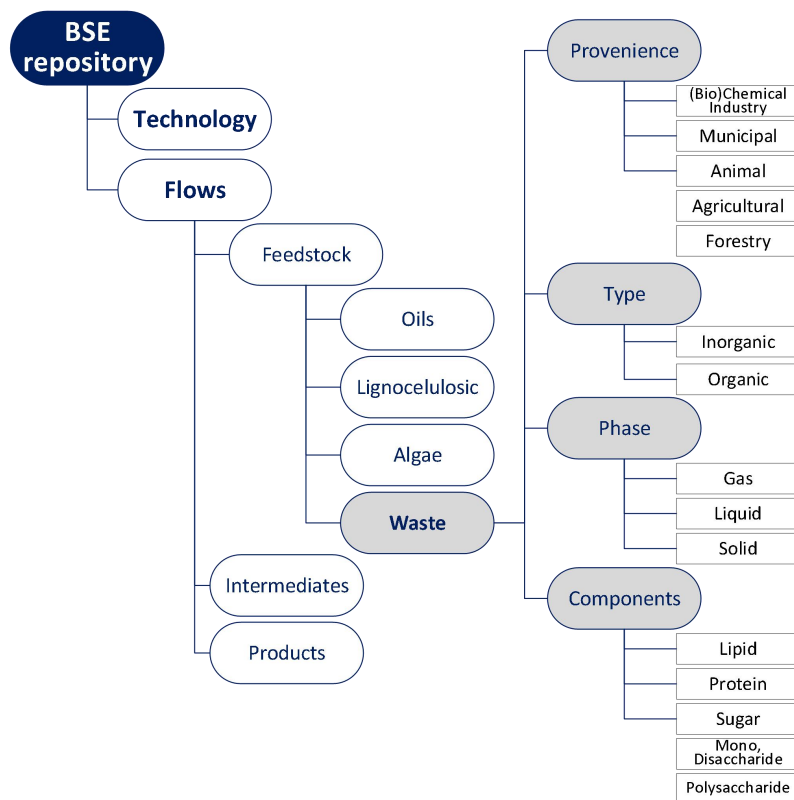 BSE
repository
Technology
Flows
Feedstock
Oils
Lignocelulosic
Algae
Waste
Intermediates
Products
Provenience
(Bio)Chemical
Industry
Municipal
Animal
Agricultural
Forestry
Type
Inorganic
Organic
Phase
Gas
Liquid
Solid
Components
Lipid
Protein
Sugar
Mono,
Disaccharide
Polysaccharide